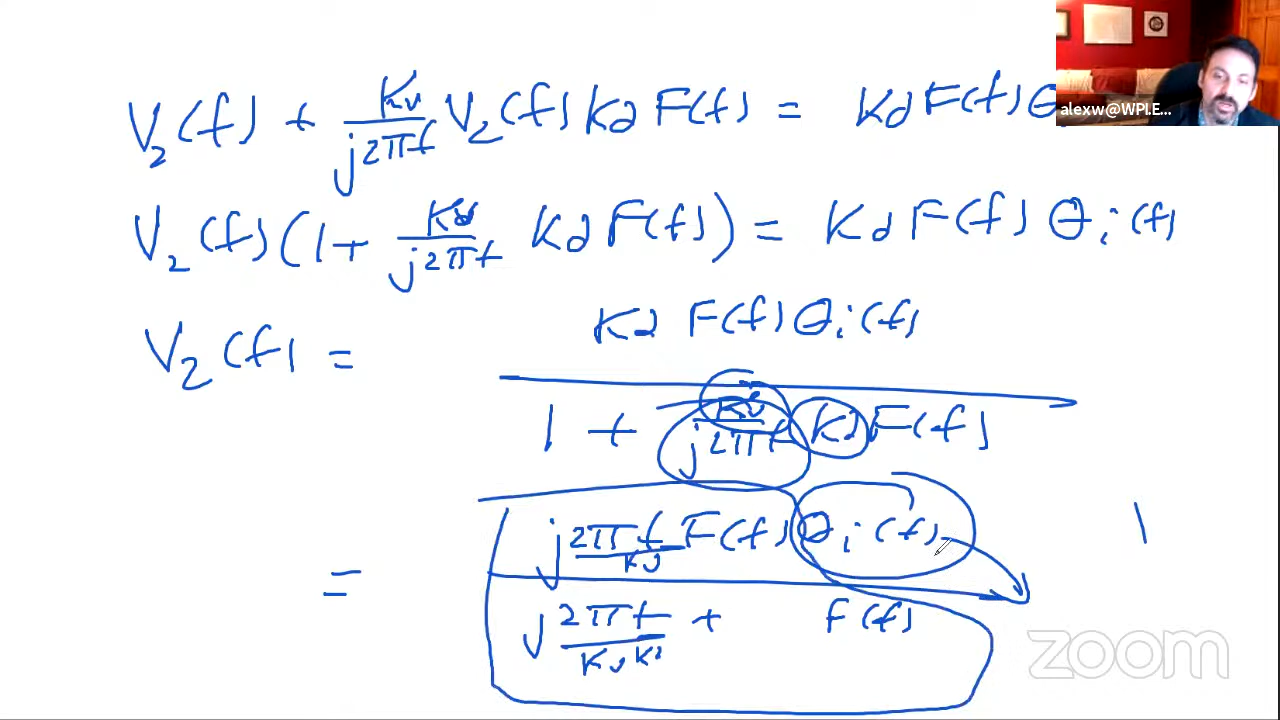 V₂(f) + Kv/j2πf V₂(f) Kd F(f) = Kd F(f) Θ
alexw@WPI.E...
V₂(f) (1 + Kv/j2πf Kd F(f)) = Kd F(f) Θᵢ(f)
Kd F(f) Θᵢ(f)
V₂(f) =
1 + Kv/j2πf Kd F(f)
j2πf/Kv F(f) Θᵢ(f) 1
=
j2πf/KvKd + F(f)
zoom